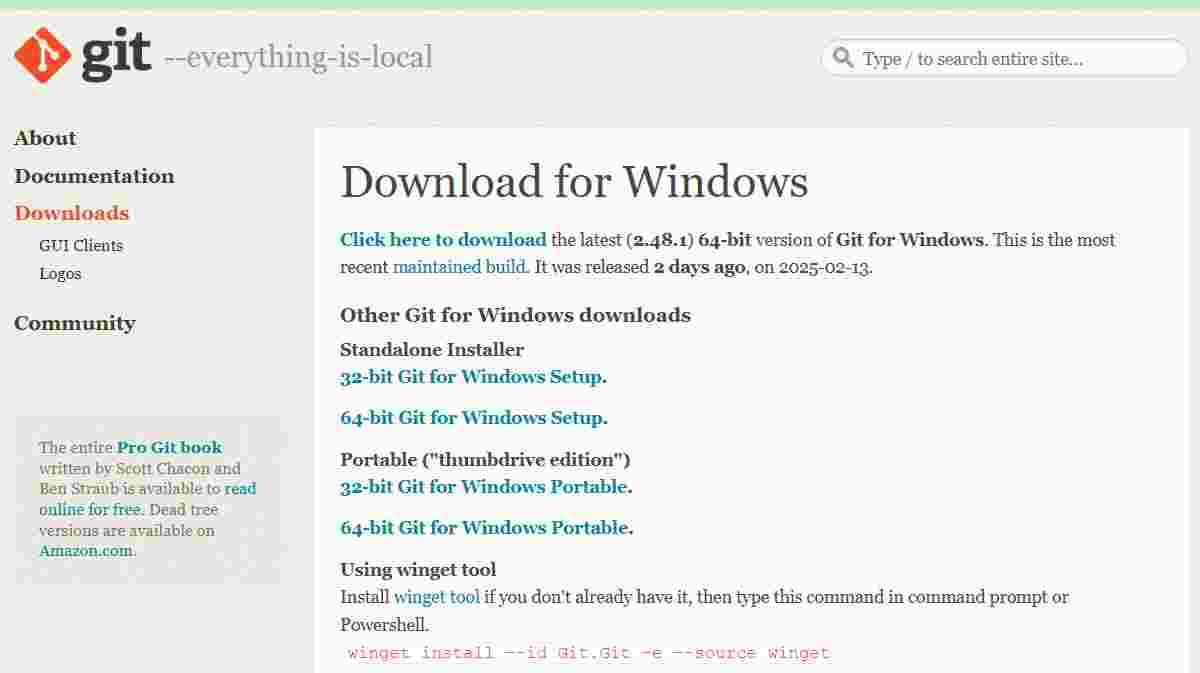 git --everything-is-local
Type / to search entire site...
About
Documentation
Downloads
GUI Clients
Logos
Community
The entire Pro Git book
written by Scott Chacon and
Ben Straub is available to read
online for free. Dead tree
versions are available on
Amazon.com.
Download for Windows
Click here to download the latest (2.48.1) 64-bit version of Git for Windows. This is the most
recent maintained build. It was released 2 days ago, on 2025-02-13.
Other Git for Windows downloads
Standalone Installer
32-bit Git for Windows Setup.
64-bit Git for Windows Setup.
Portable ("thumbdrive edition")
32-bit Git for Windows Portable.
64-bit Git for Windows Portable.
Using winget tool
Install winget tool if you don't already have it, then type this command in command prompt or
Powershell.
winget install --id Git.Git -e --source winget